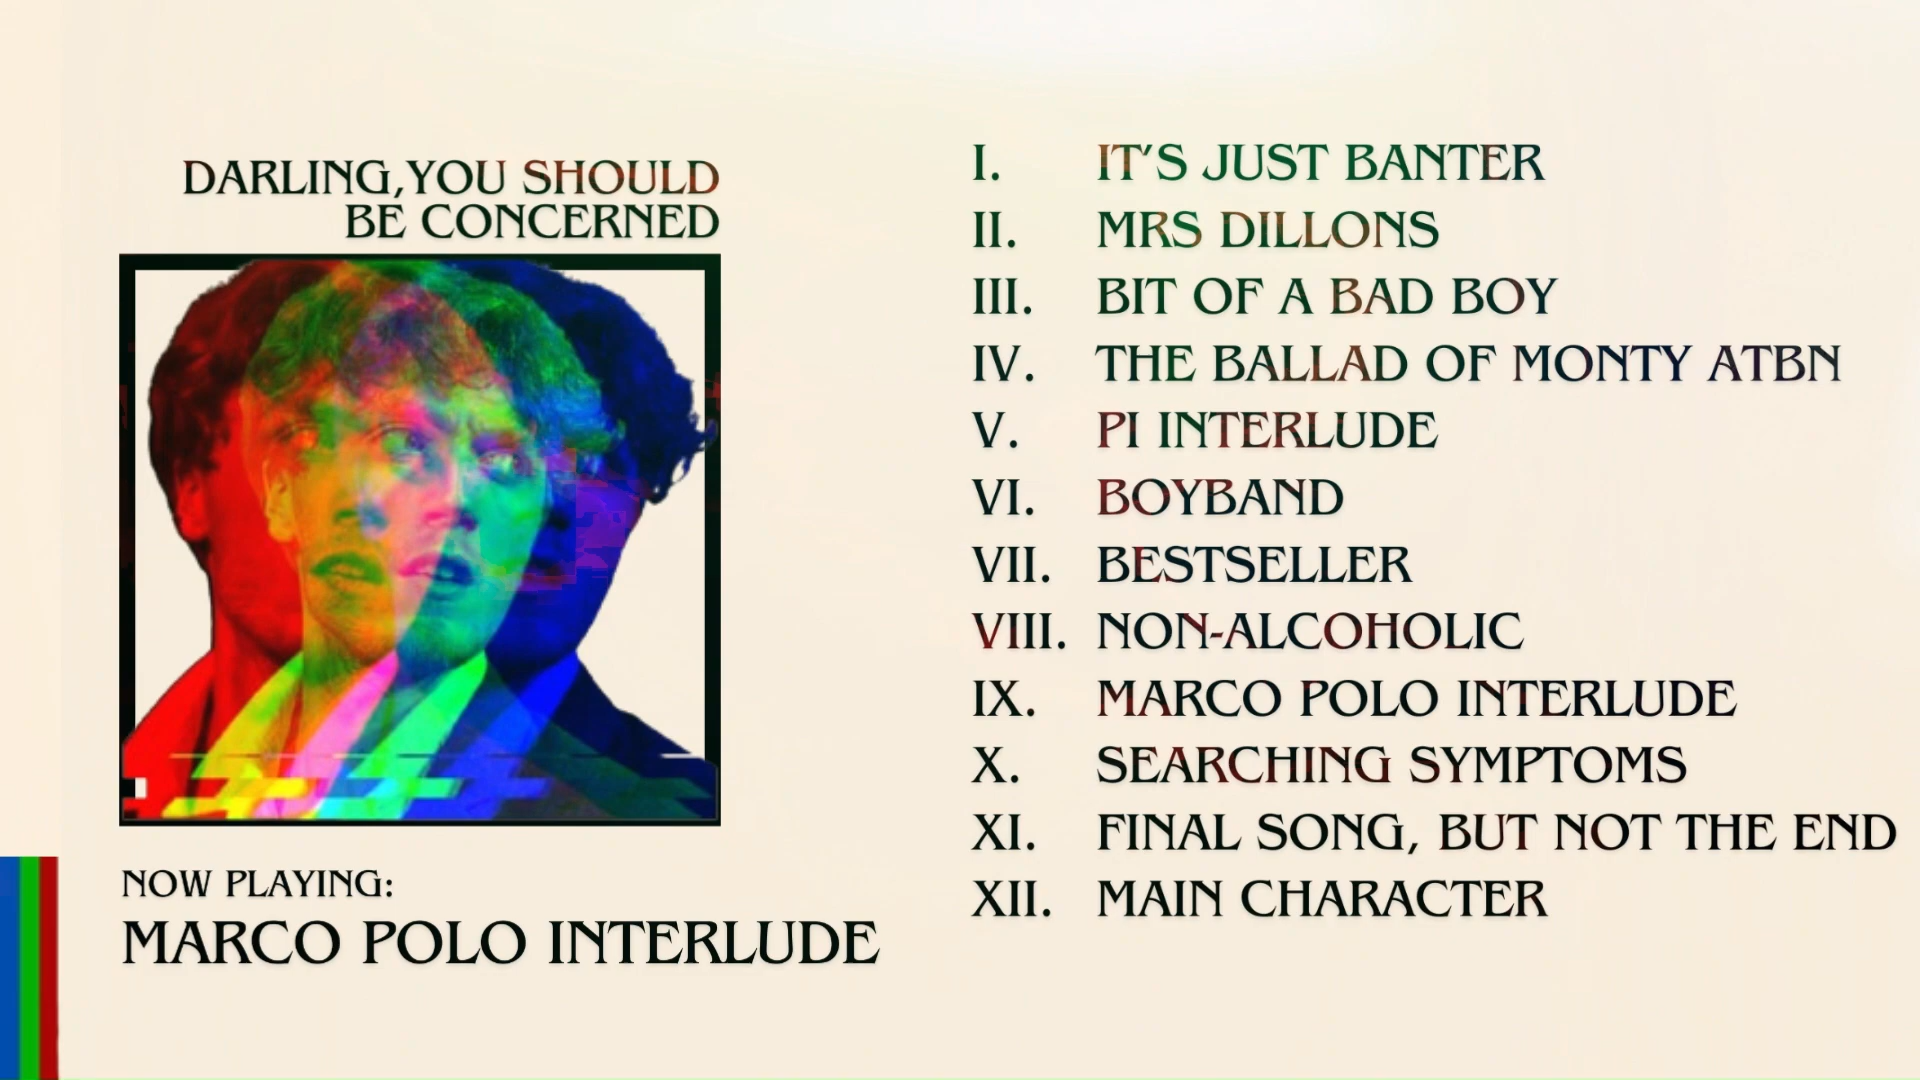 DARLING,YOU SHOULD
BE CONCERNED
NOW PLAYING:
MARCO POLO INTERLUDE
I. IT'S JUST BANTER
II. MRS DILLONS
III. BIT OF A BAD BOY
IV. THE BALLAD OF MONTY ATBN
V. PI INTERLUDE
VI. BOYBAND
VII. BESTSELLER
VIII. NON-ALCOHOLIC
IX. MARCO POLO INTERLUDE
X. SEARCHING SYMPTOMS
XI. FINAL SONG, BUT NOT THE END
XII. MAIN CHARACTER